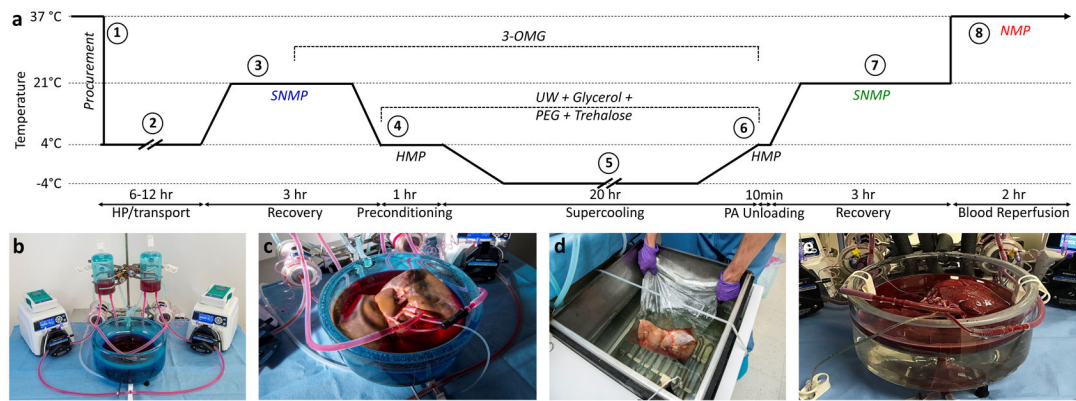 a
37 °C
1
8
NMP
Procurement
3-OMG
3
7
21 °C
SNMP
SNMP
Temperature
UW + Glycerol +
PEG + Trehalose
2
4
6
4 °C
HMP
HMP
5
-4°C
6-12 hr
3 hr
1 hr
20 hr
10min
3 hr
2 hr
HP/transport
Recovery
Preconditioning
Supercooling
PA Unloading
Recovery
Blood Reperfusion
b
c
d